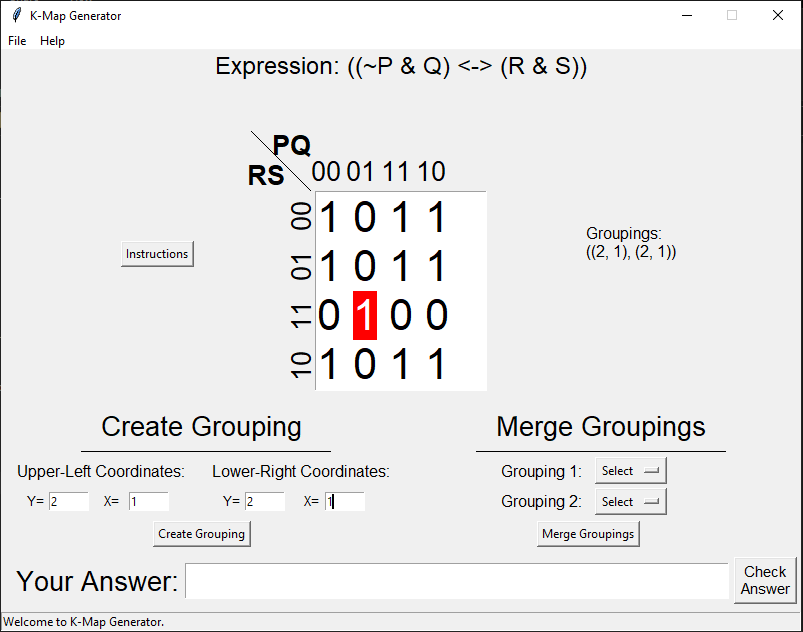 K-Map Generator
File Help
Expression: ((~P & Q) <-> (R & S))
PQ
RS 00 01 11 10
00 1 0 1 1
01 1 0 1 1
11 0 1 0 0
10 1 0 1 1
Instructions
Groupings:
((2, 1), (2, 1))
Create Grouping
Upper-Left Coordinates: Lower-Right Coordinates:
Y= 2 X= 1 Y= 2 X= 1
Create Grouping
Merge Groupings
Grouping 1: Select
Grouping 2: Select
Merge Groupings
Your Answer:
Check
Answer
Welcome to K-Map Generator.